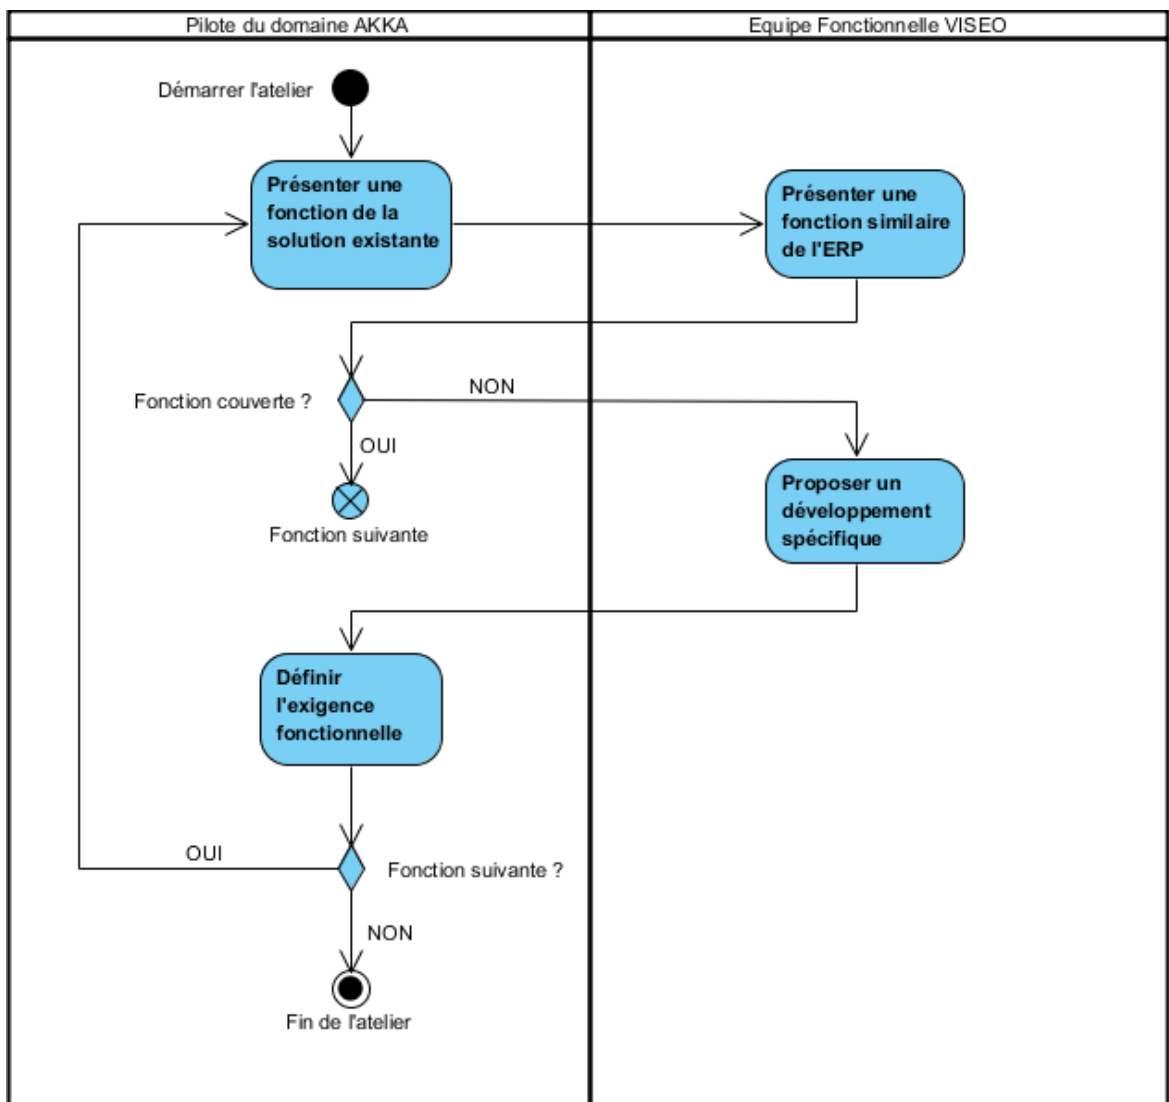 Pilote du domaine AKKA
Equipe Fonctionnelle VISEO
Démarrer l'atelier
Présenter une
fonction de la
solution existante
Présenter une
fonction similaire
de l'ERP
Fonction couverte ?
NON
OUI
Fonction suivante
Proposer un
développement
spécifique
Définir
l'exigence
fonctionnelle
OUI
Fonction suivante ?
NON
Fin de l'atelier